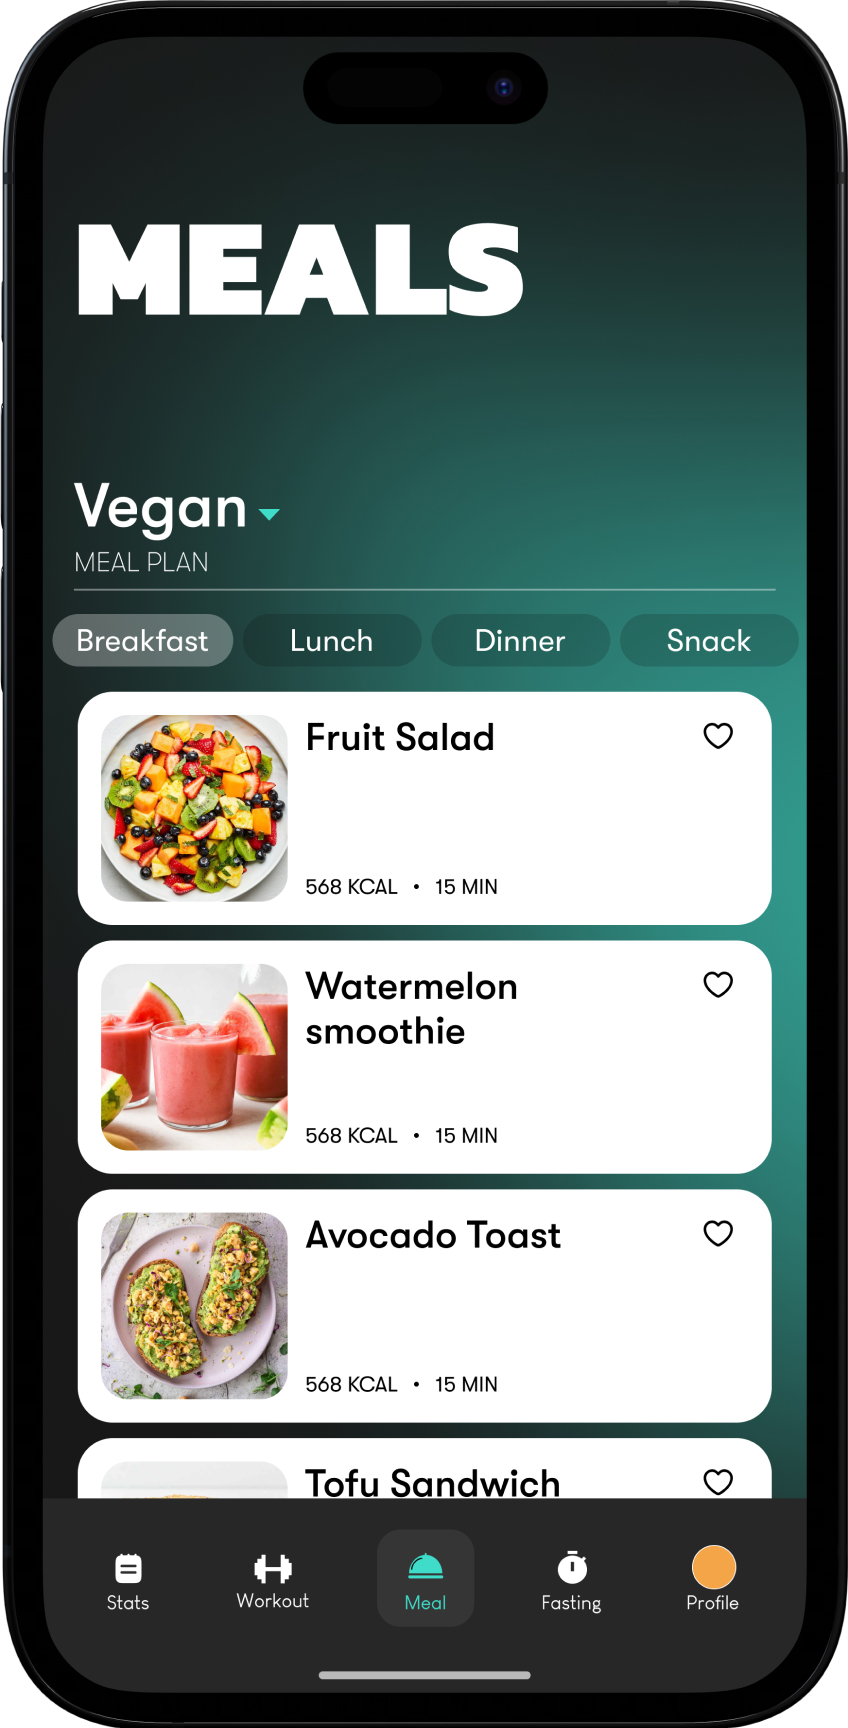 MEALS
Vegan
MEAL PLAN
Breakfast Lunch Dinner Snack
Fruit Salad
568 KCAL • 15 MIN
Watermelon
smoothie
568 KCAL • 15 MIN
Avocado Toast
568 KCAL • 15 MIN
Tofu Sandwich
Stats Workout Meal Fasting Profile